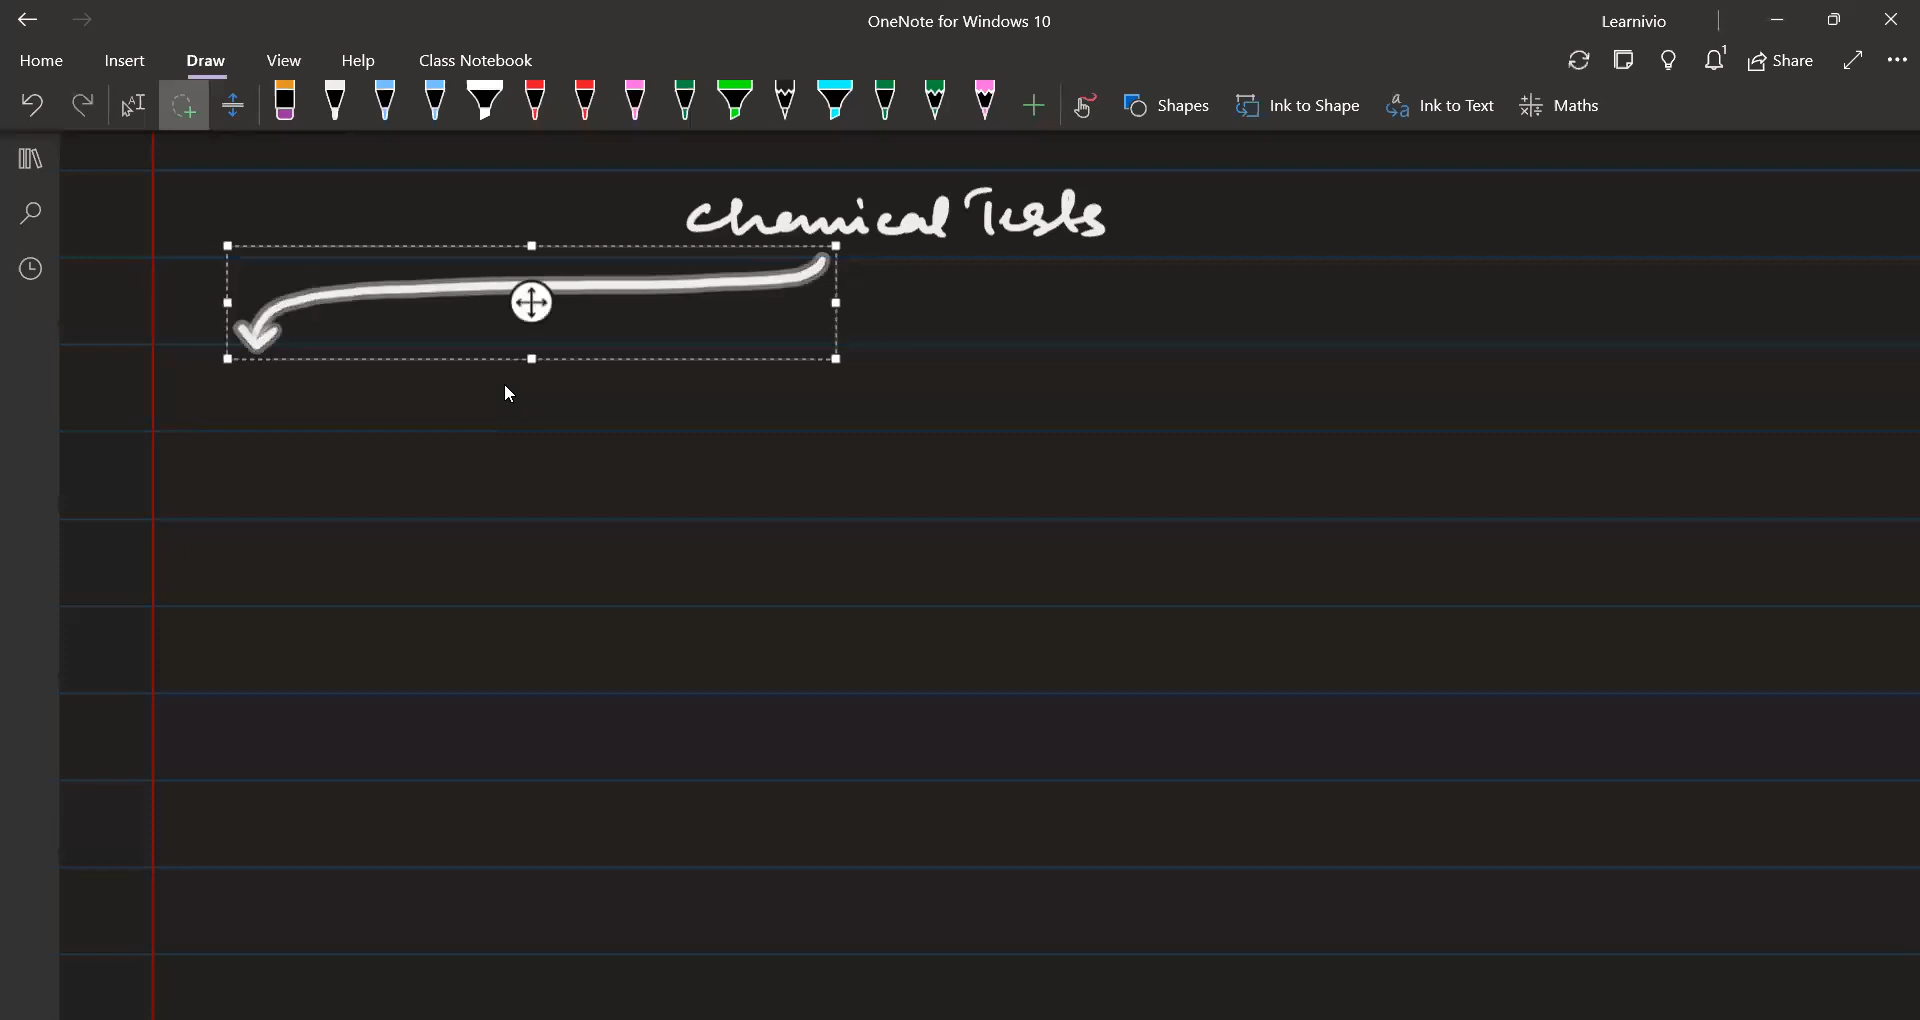 OneNote for Windows 10
Learnivio
Home Insert Draw View Help Class Notebook
1
Share
Shapes Ink to Shape Ink to Text Maths
Chemical Tests